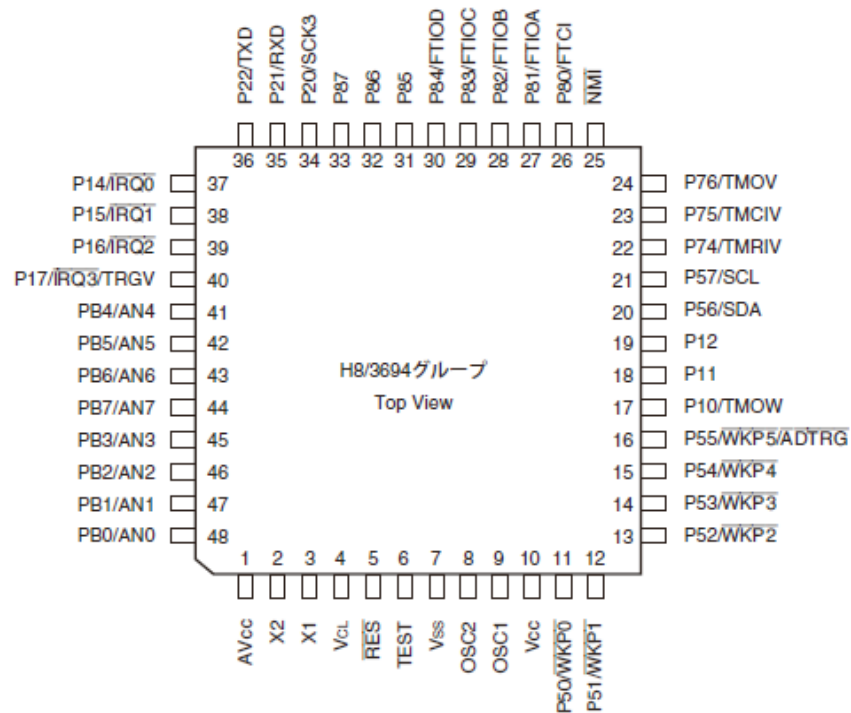 P22/TXD
P21/RXD
P20/SCK3
P87
P86
P85
P84/FTIOD
P83/FTIOC
P82/FTIOB
P81/FTIOA
P80/FTCI
NMI
36 35 34 33 32 31 30 29 28 27 26 25
P14/IRQ0 37
P15/IRQ1 38
P16/IRQ2 39
P17/IRQ3/TRGV 40
PB4/AN4 41
PB5/AN5 42
PB6/AN6 43
PB7/AN7 44
PB3/AN3 45
PB2/AN2 46
PB1/AN1 47
PB0/AN0 48
H8/3694グループ
Top View
24 P76/TMOV
23 P75/TMCIV
22 P74/TMRIV
21 P57/SCL
20 P56/SDA
19 P12
18 P11
17 P10/TMOW
16 P55/WKP5/ADTRG
15 P54/WKP4
14 P53/WKP3
13 P52/WKP2
1 2 3 4 5 6 7 8 9 10 11 12
AVcc
X2
X1
VCL
RES
TEST
Vss
OSC2
OSC1
Vcc
P50/WKP0
P51/WKP1